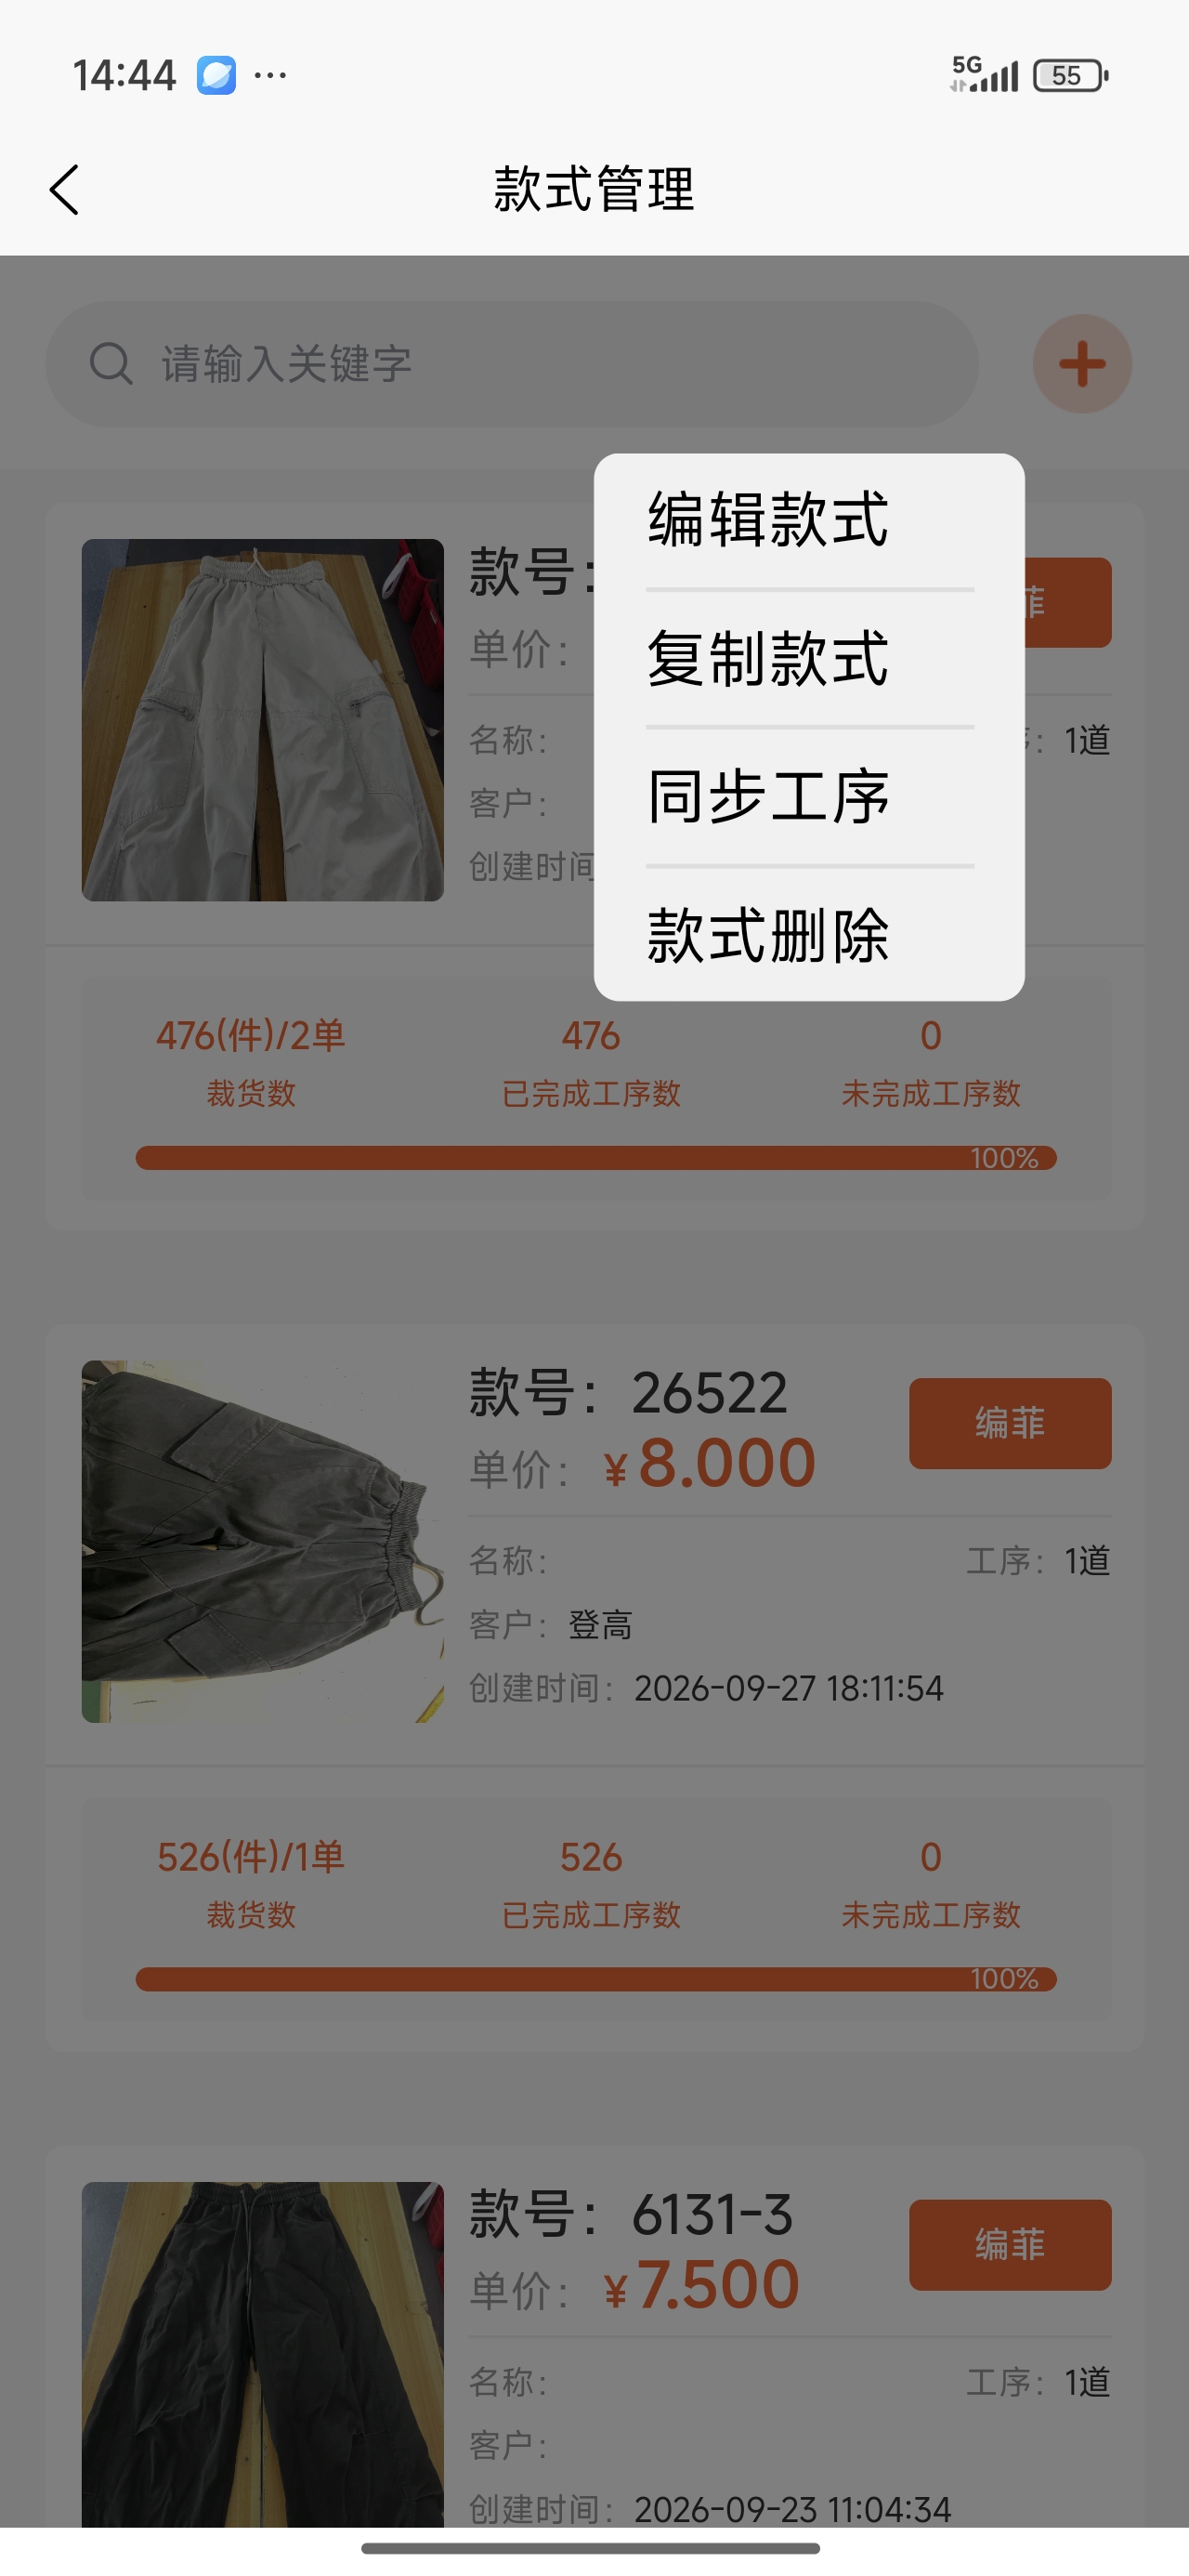 14:44 ... 5G 55
款式管理
请输入关键字
编辑款式
复制款式
同步工序
款式删除
款号： 菲
单价：
名称： 序： 1道
客户：
创建时间
476(件)/2单 476 0
裁货数 已完成工序数 未完成工序数
100%
款号： 26522 编菲
单价： ¥8.000
名称： 工序： 1道
客户： 登高
创建时间： 2026-09-27 18:11:54
526(件)/1单 526 0
裁货数 已完成工序数 未完成工序数
100%
款号： 6131-3 编菲
单价： ¥7.500
名称： 工序： 1道
客户：
创建时间： 2026-09-23 11:04:34